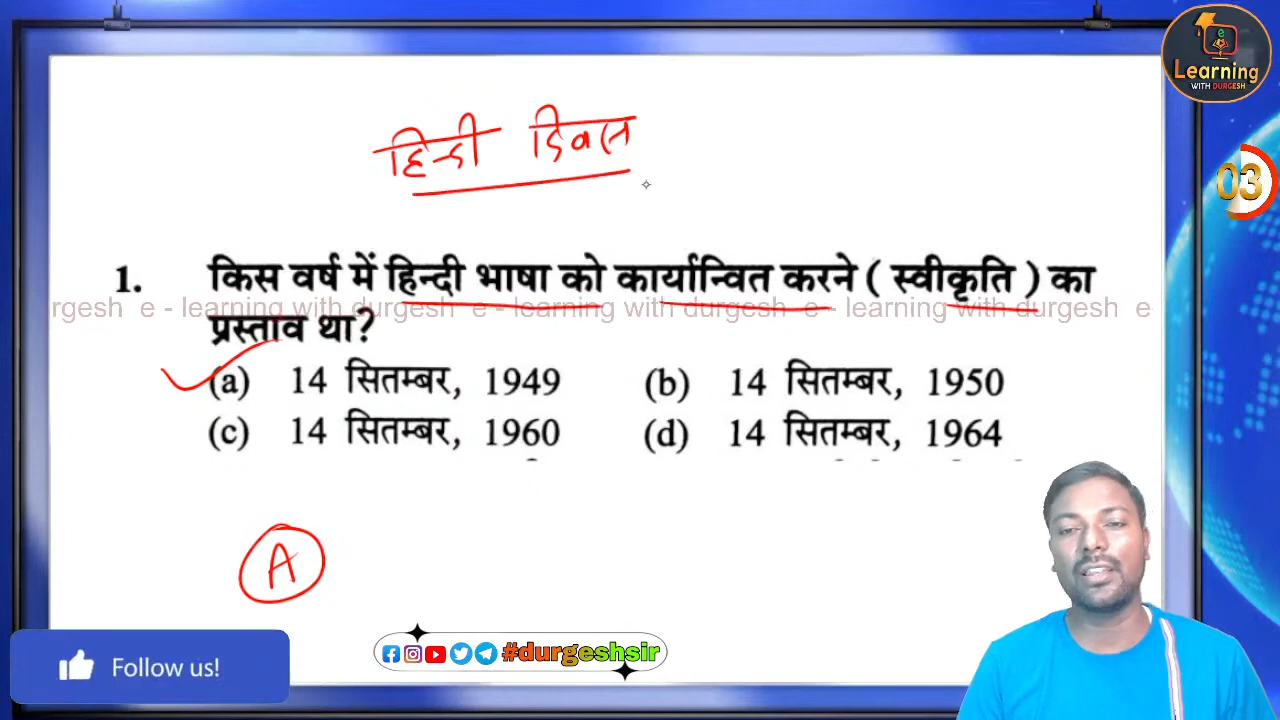 e
Learning
WITH DURGESH
हिन्दी दिवस
03
1. किस वर्ष में हिन्दी भाषा को कार्यान्वित करने ( स्वीकृति ) का
urgesh e - learning with durgesh e - learning with durgesh e - learning with durgesh e
प्रस्ताव था?
(a) 14 सितम्बर, 1949 (b) 14 सितम्बर, 1950
(c) 14 सितम्बर, 1960 (d) 14 सितम्बर, 1964
A
Follow us!
#durgeshsir